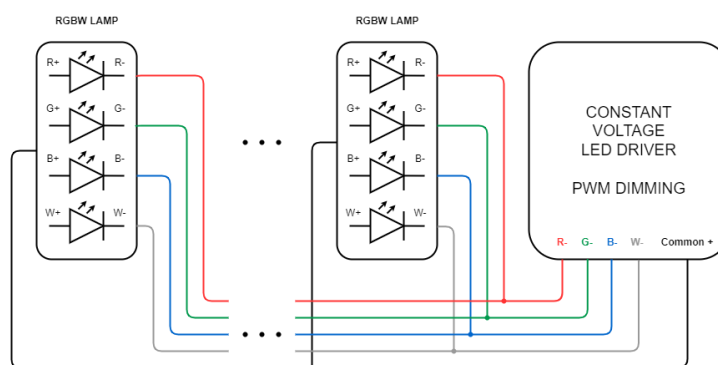 RGBW LAMP
R+ R-
G+ G-
B+ B-
W+ W-
RGBW LAMP
R+ R-
G+ G-
B+ B-
W+ W-
CONSTANT
VOLTAGE
LED DRIVER
PWM DIMMING
R- G- B- W- Common +